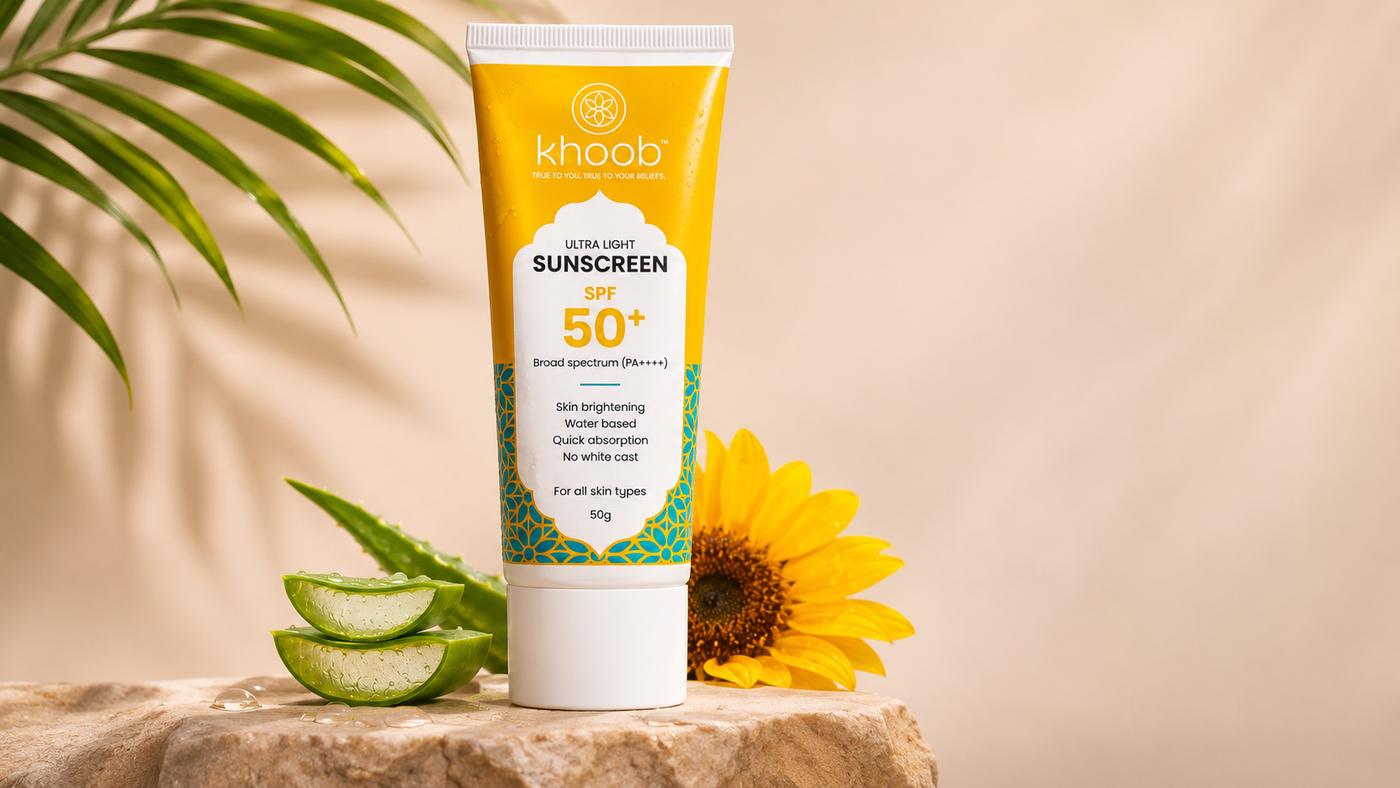 khoob™
TRUE TO YOU. TRUE TO YOUR BELIEFS.
ULTRA LIGHT
SUNSCREEN
SPF
50+
Broad spectrum (PA++++)
Skin brightening
Water based
Quick absorption
No white cast
For all skin types
50g